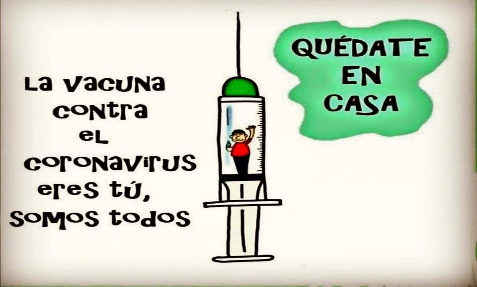 La vacuna
contra
el
coronavirus
eres tú,
somos todos
QUÉDATE
EN
CASA